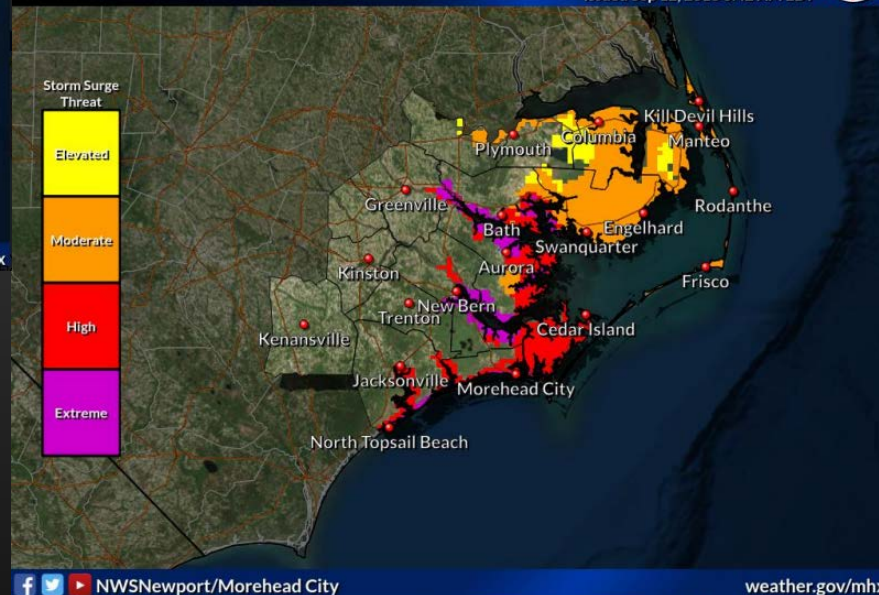 Storm Surge
Threat
Elevated
Moderate
High
Extreme
Kill Devil Hills
Columbia
Manteo
Plymouth
Greenville
Rodanthe
Bath
Engelhard
Swanquarter
Aurora
Kinston
Frisco
New Bern
Trenton
Cedar Island
Kenansville
Jacksonville
Morehead City
North Topsail Beach
NWSNewport/Morehead City
weather.gov/mhx